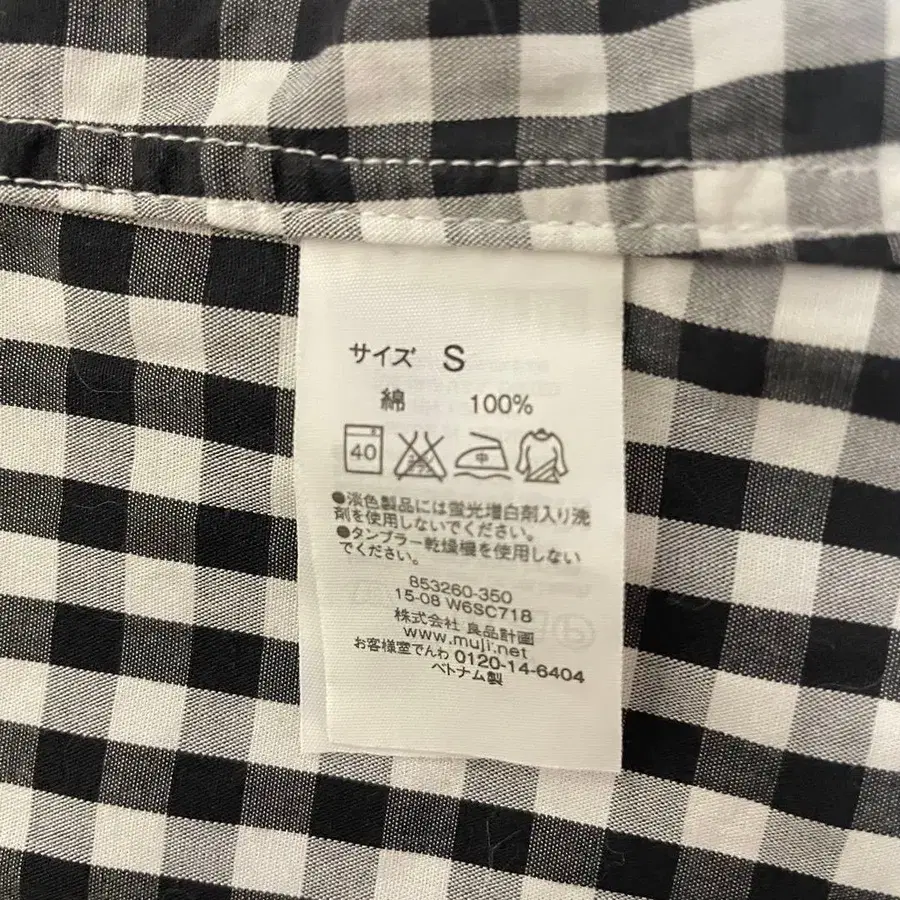 サイズ S
綿 100%
40 中
●淡色製品には蛍光増白剤入り洗
剤を使用しないでください。
●タンブラー乾燥機を使用しない
でください。
853260-350
15-08 W6SC718
株式会社 良品計画
www.muji.net
お客様室でんわ 0120-14-6404
ベトナム製